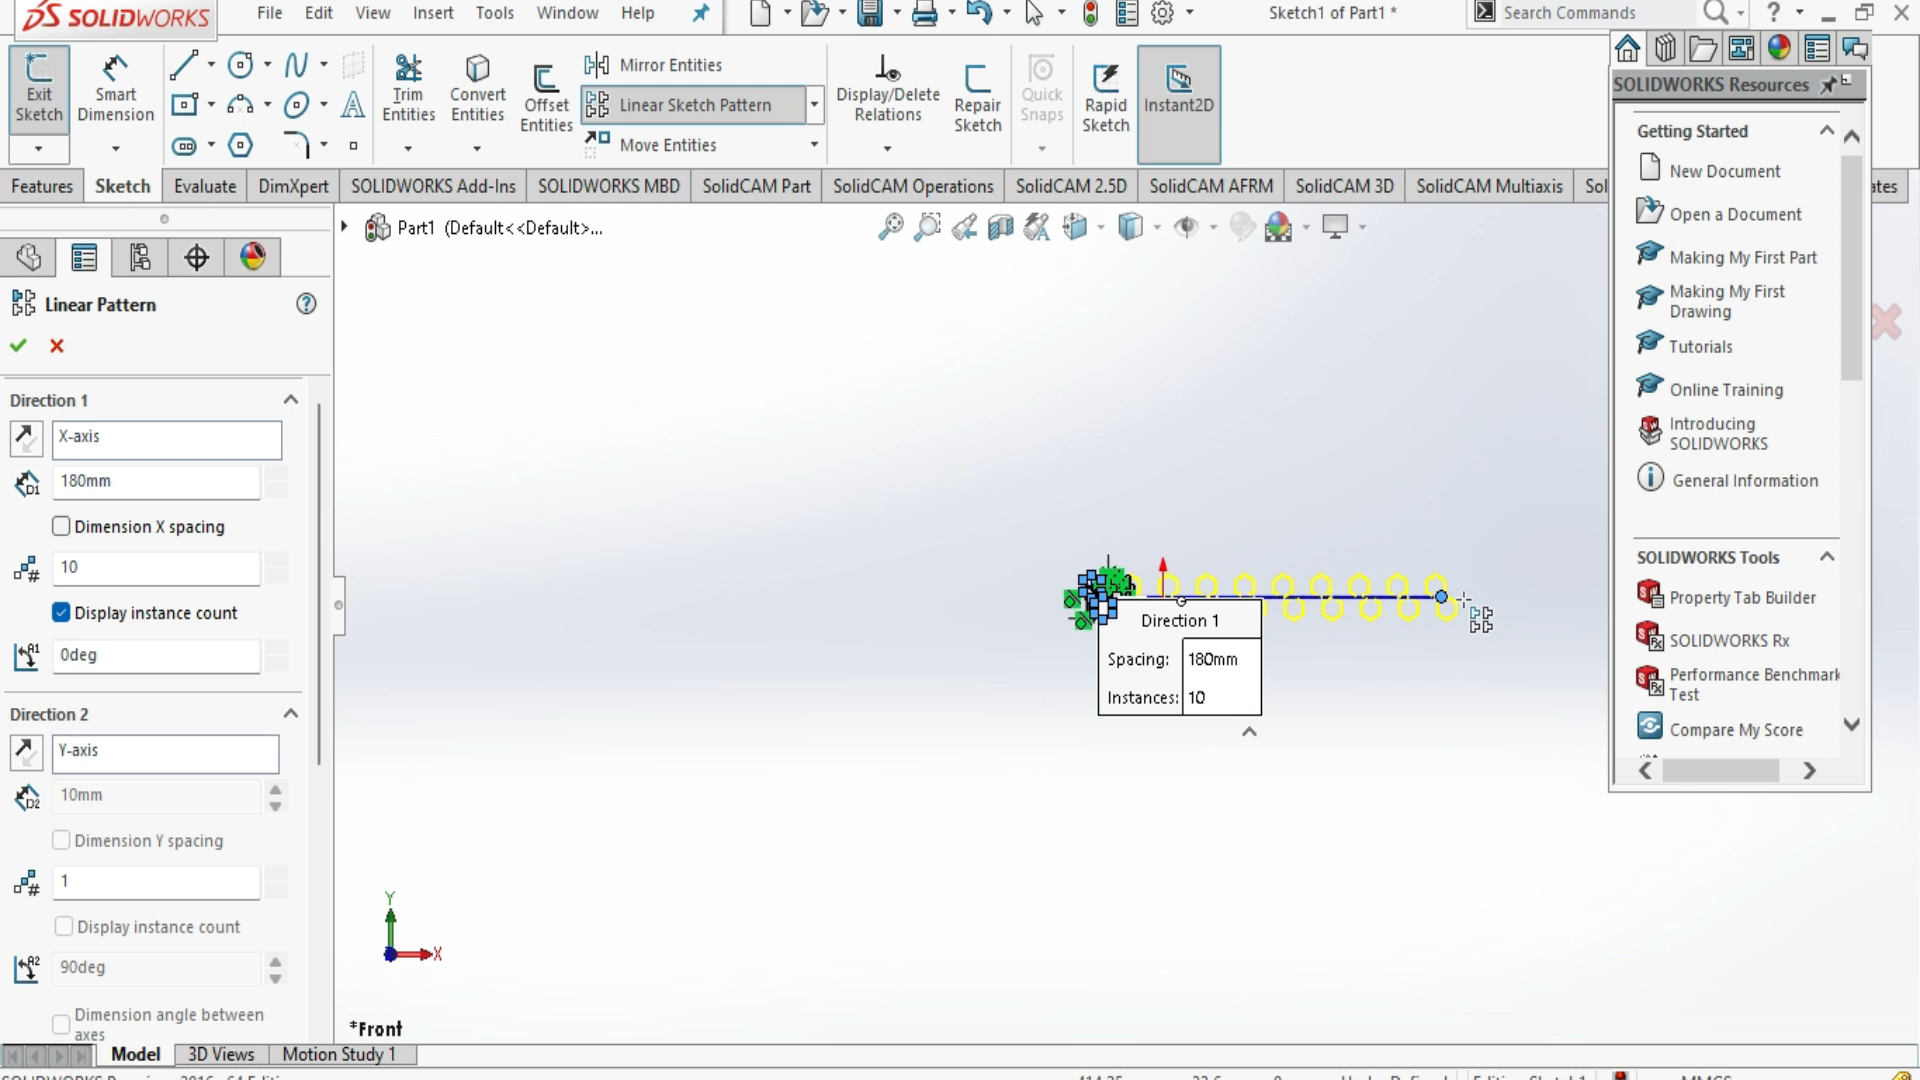 SOLIDWORKS File Edit View Insert Tools Window Help Sketch1 of Part1 * Search Commands
Exit Sketch
Smart Dimension
Trim Entities
Convert Entities
Offset Entities
Mirror Entities
Linear Sketch Pattern
Move Entities
Display/Delete Relations
Repair Sketch
Quick Snaps
Rapid Sketch
Instant2D
Features Sketch Evaluate DimXpert SOLIDWORKS Add-Ins SOLIDWORKS MBD SolidCAM Part SolidCAM Operations SolidCAM 2.5D SolidCAM AFRM SolidCAM 3D SolidCAM Multiaxis Sol ates
Part1 (Default<<Default>...
Linear Pattern
Direction 1
X-axis
D1 180mm
Dimension X spacing
# 10
Display instance count
A1 0deg
Direction 2
Y-axis
D2 10mm
Dimension Y spacing
# 1
Display instance count
A2 90deg
Dimension angle between
axes
Direction 1
Spacing: 180mm
Instances: 10
Y
X
*Front
SOLIDWORKS Resources
Getting Started
New Document
Open a Document
Making My First Part
Making My First
Drawing
Tutorials
Online Training
Introducing
SOLIDWORKS
General Information
SOLIDWORKS Tools
Property Tab Builder
SOLIDWORKS Rx
Performance Benchmark
Test
Compare My Score
Model 3D Views Motion Study 1